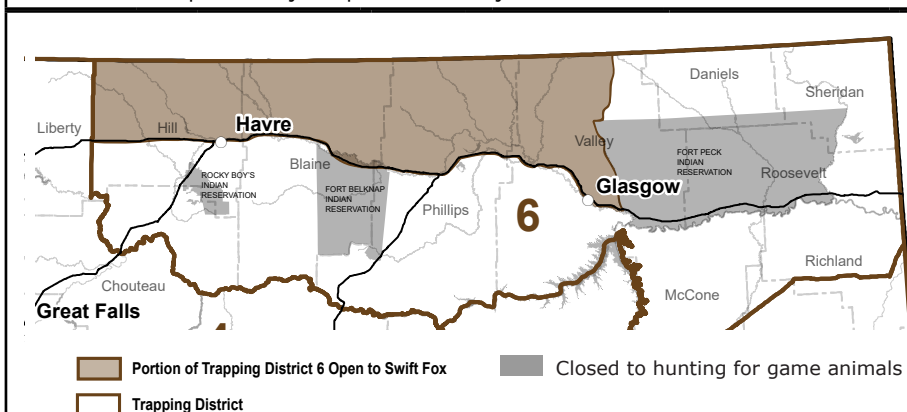 Daniels
Sheridan
Liberty
Hill
Havre
Valley
Blaine
FORT PECK
INDIAN
RESERVATION
Roosevelt
ROCKY BOY'S
INDIAN
RESERVATION
FORT BELKNAP
INDIAN
RESERVATION
Glasgow
Phillips
6
Richland
Chouteau
McCone
Great Falls
Portion of Trapping District 6 Open to Swift Fox
Closed to hunting for game animals
Trapping District